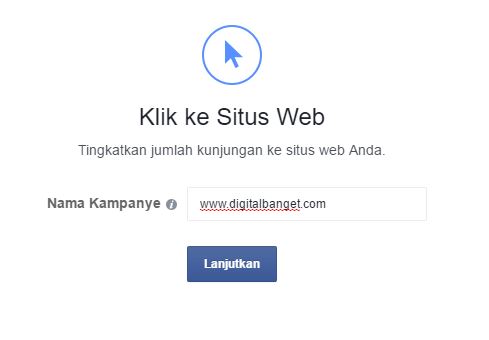 Klik ke Situs Web
Tingkatkan jumlah kunjungan ke situs web Anda.
Nama Kampanye i www.digitalbanget.com
Lanjutkan